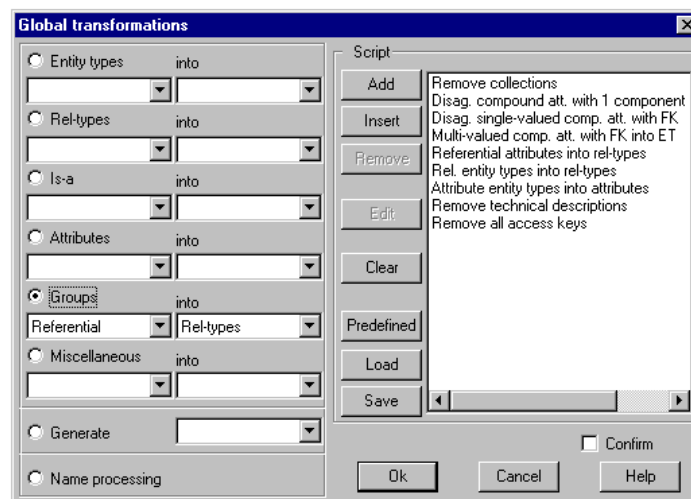 Global transformations
Entity types into
Rel-types into
Is-a into
Attributes into
Groups into
Referential Rel-types
Miscellaneous into
Generate
Name processing
Script
Add
Insert
Remove
Edit
Clear
Predefined
Load
Save
Remove collections
Disag. compound att. with 1 component
Disag. single-valued comp. att. with FK
Multi-valued comp. att. with FK into ET
Referential attributes into rel-types
Rel. entity types into rel-types
Attribute entity types into attributes
Remove technical descriptions
Remove all access keys
Confirm
Ok Cancel Help